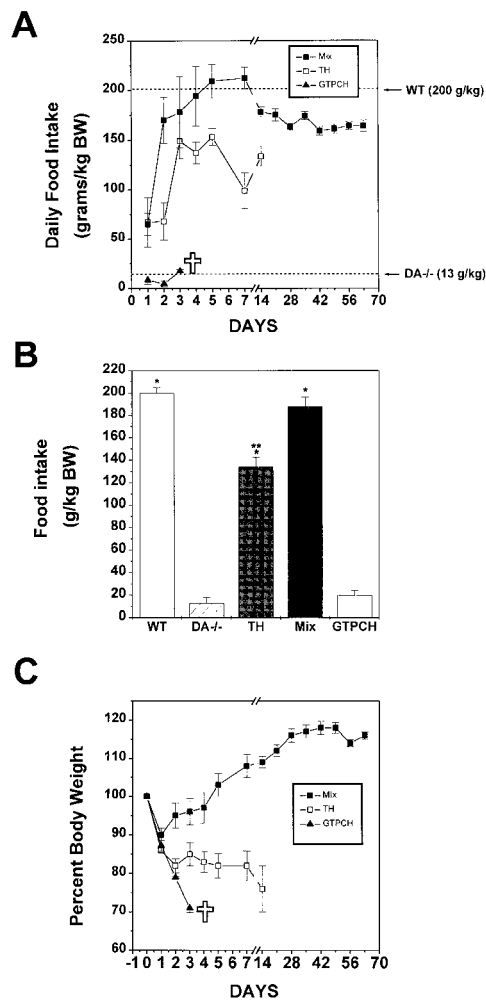 A
Daily Food Intake
(grams/kg BW)
250
200
150
100
50
0
Mix
TH
GTPCH
WT (200 g/kg)
DA-/- (13 g/kg)
0 1 2 3 4 5 6 7 14 28 42 56 70
DAYS
B
Food intake
(g/kg BW)
220
200
180
160
140
120
100
80
60
40
20
0
*
**
*
*
WT DA-/- TH Mix GTPCH
C
Percent Body Weight
120
110
100
90
80
70
60
Mix
TH
GTPCH
-1 0 1 2 3 4 5 6 7 14 28 42 56 70
DAYS